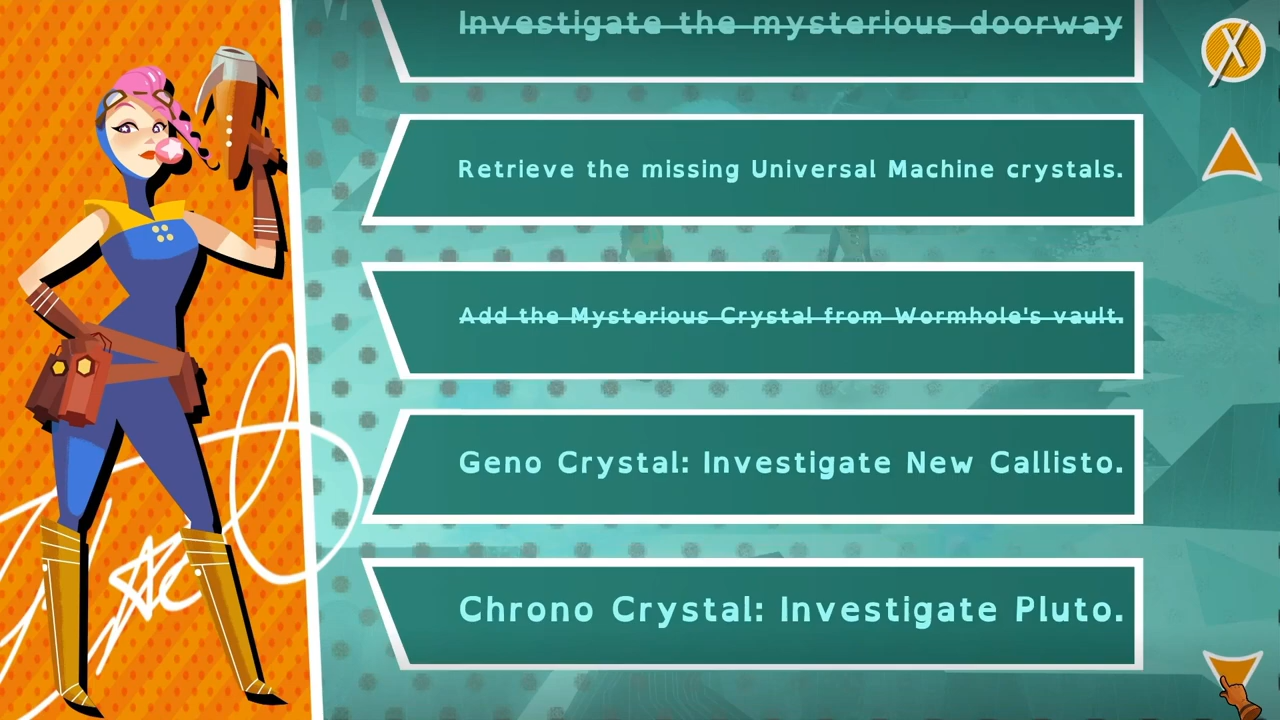 Investigate the mysterious doorway
Retrieve the missing Universal Machine crystals.
Add the Mysterious Crystal from Wormhole's vault.
Geno Crystal: Investigate New Callisto.
Chrono Crystal: Investigate Pluto.
X